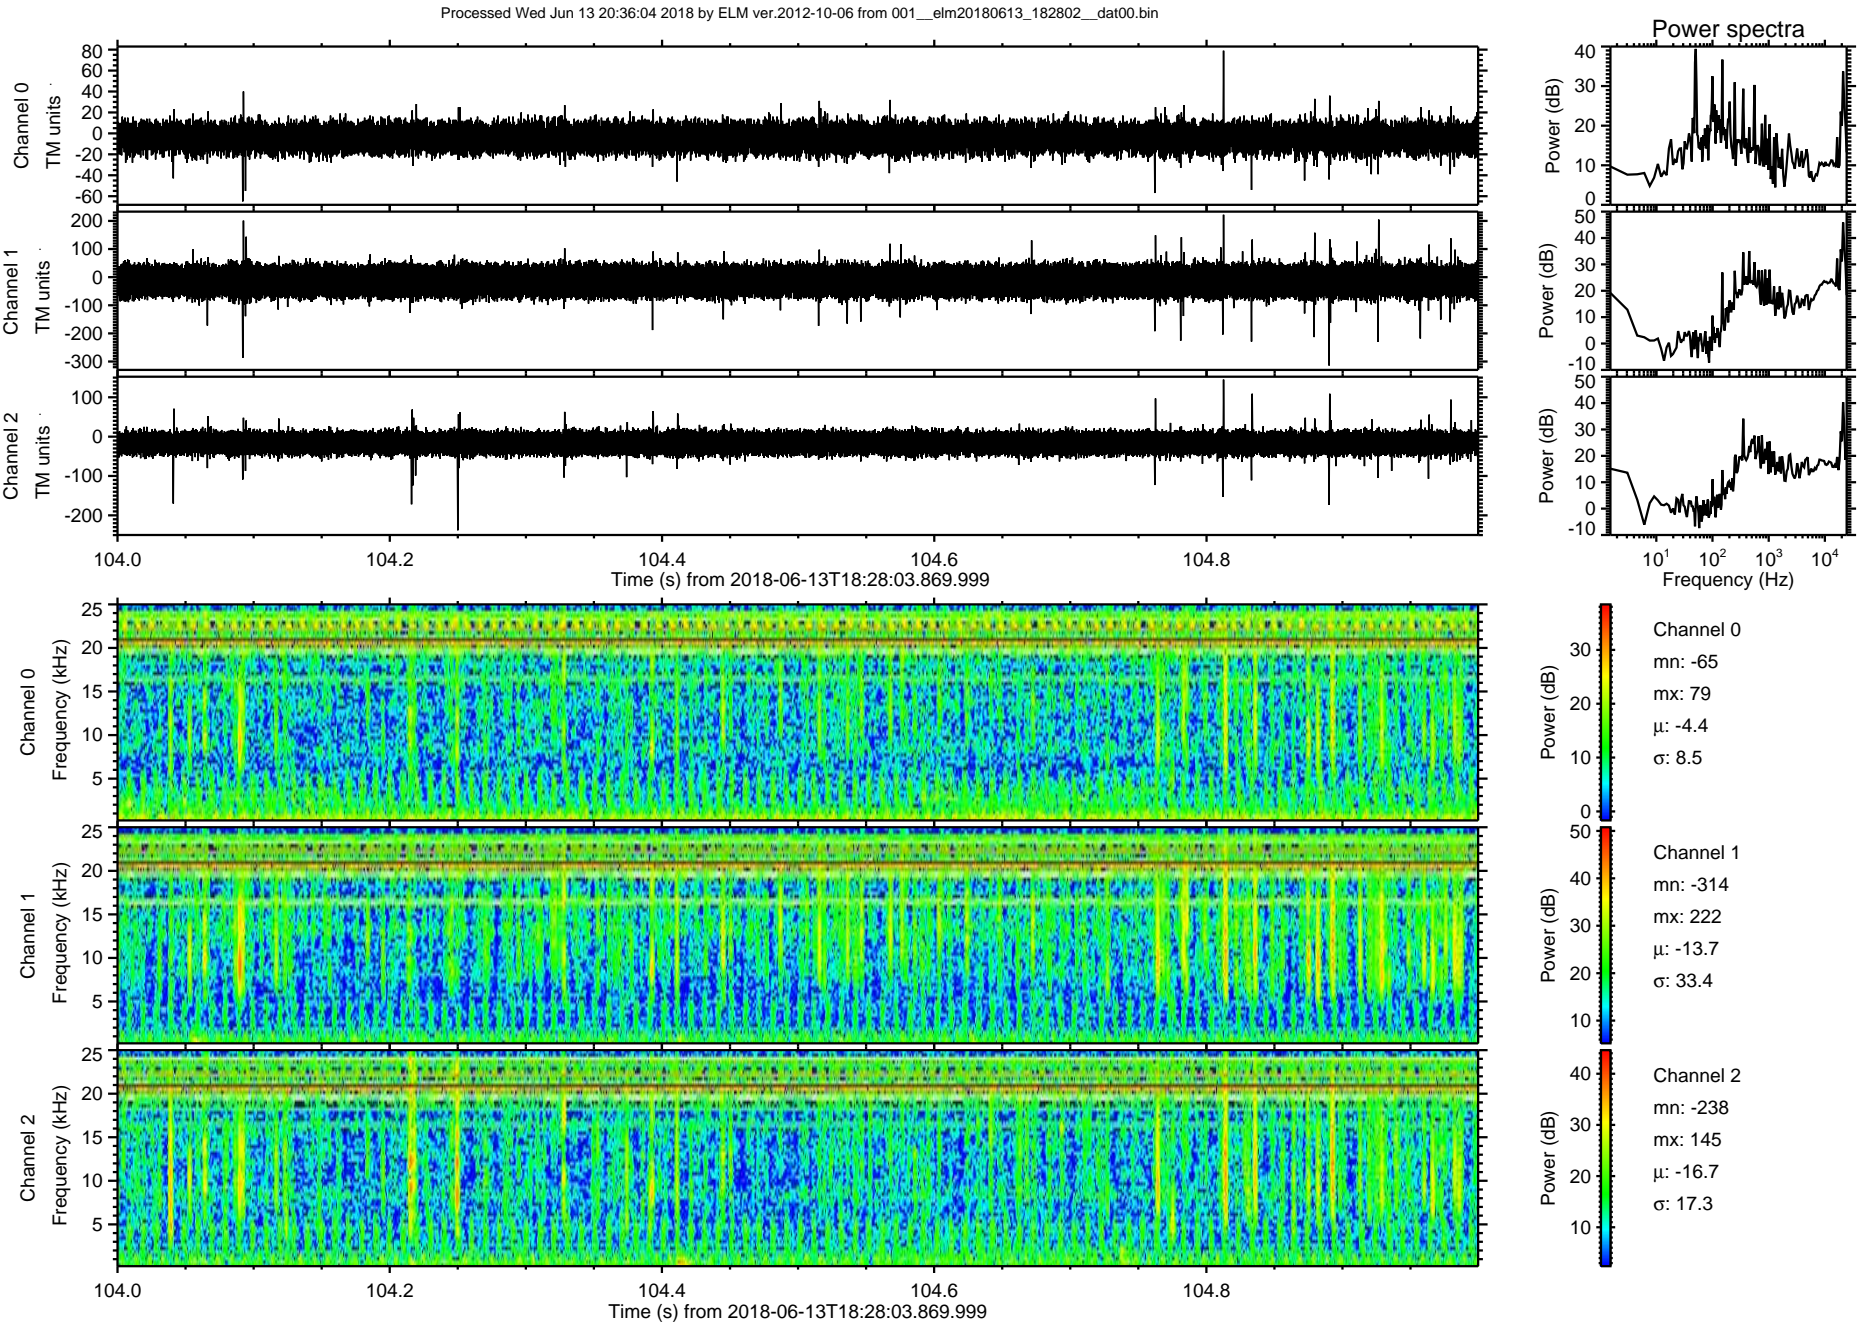 Processed Wed Jun 13 20:36:04 2018 by ELM ver.2012-10-06 from 001__elm20180613_182802__dat00.bin
Power spectra
Channel 0
TM units
80
60
40
20
0
-20
-40
-60
Power (dB)
40
30
20
10
0
Channel 1
TM units
200
100
0
-100
-200
-300
Power (dB)
50
40
30
20
10
0
-10
Channel 2
TM units
100
0
-100
-200
Power (dB)
50
40
30
20
10
0
-10
104.0 104.2 104.4 104.6 104.8
Time (s) from 2018-06-13T18:28:03.869.999
10¹ 10² 10³ 10⁴
Frequency (Hz)
Channel 0
Frequency (kHz)
25
20
15
10
5
Power (dB)
30
20
10
0
Channel 0
mn: -65
mx: 79
μ: -4.4
σ: 8.5
Channel 1
Frequency (kHz)
25
20
15
10
5
Power (dB)
50
40
30
20
10
Channel 1
mn: -314
mx: 222
μ: -13.7
σ: 33.4
Channel 2
Frequency (kHz)
25
20
15
10
5
Power (dB)
40
30
20
10
Channel 2
mn: -238
mx: 145
μ: -16.7
σ: 17.3
104.0 104.2 104.4 104.6 104.8
Time (s) from 2018-06-13T18:28:03.869.999